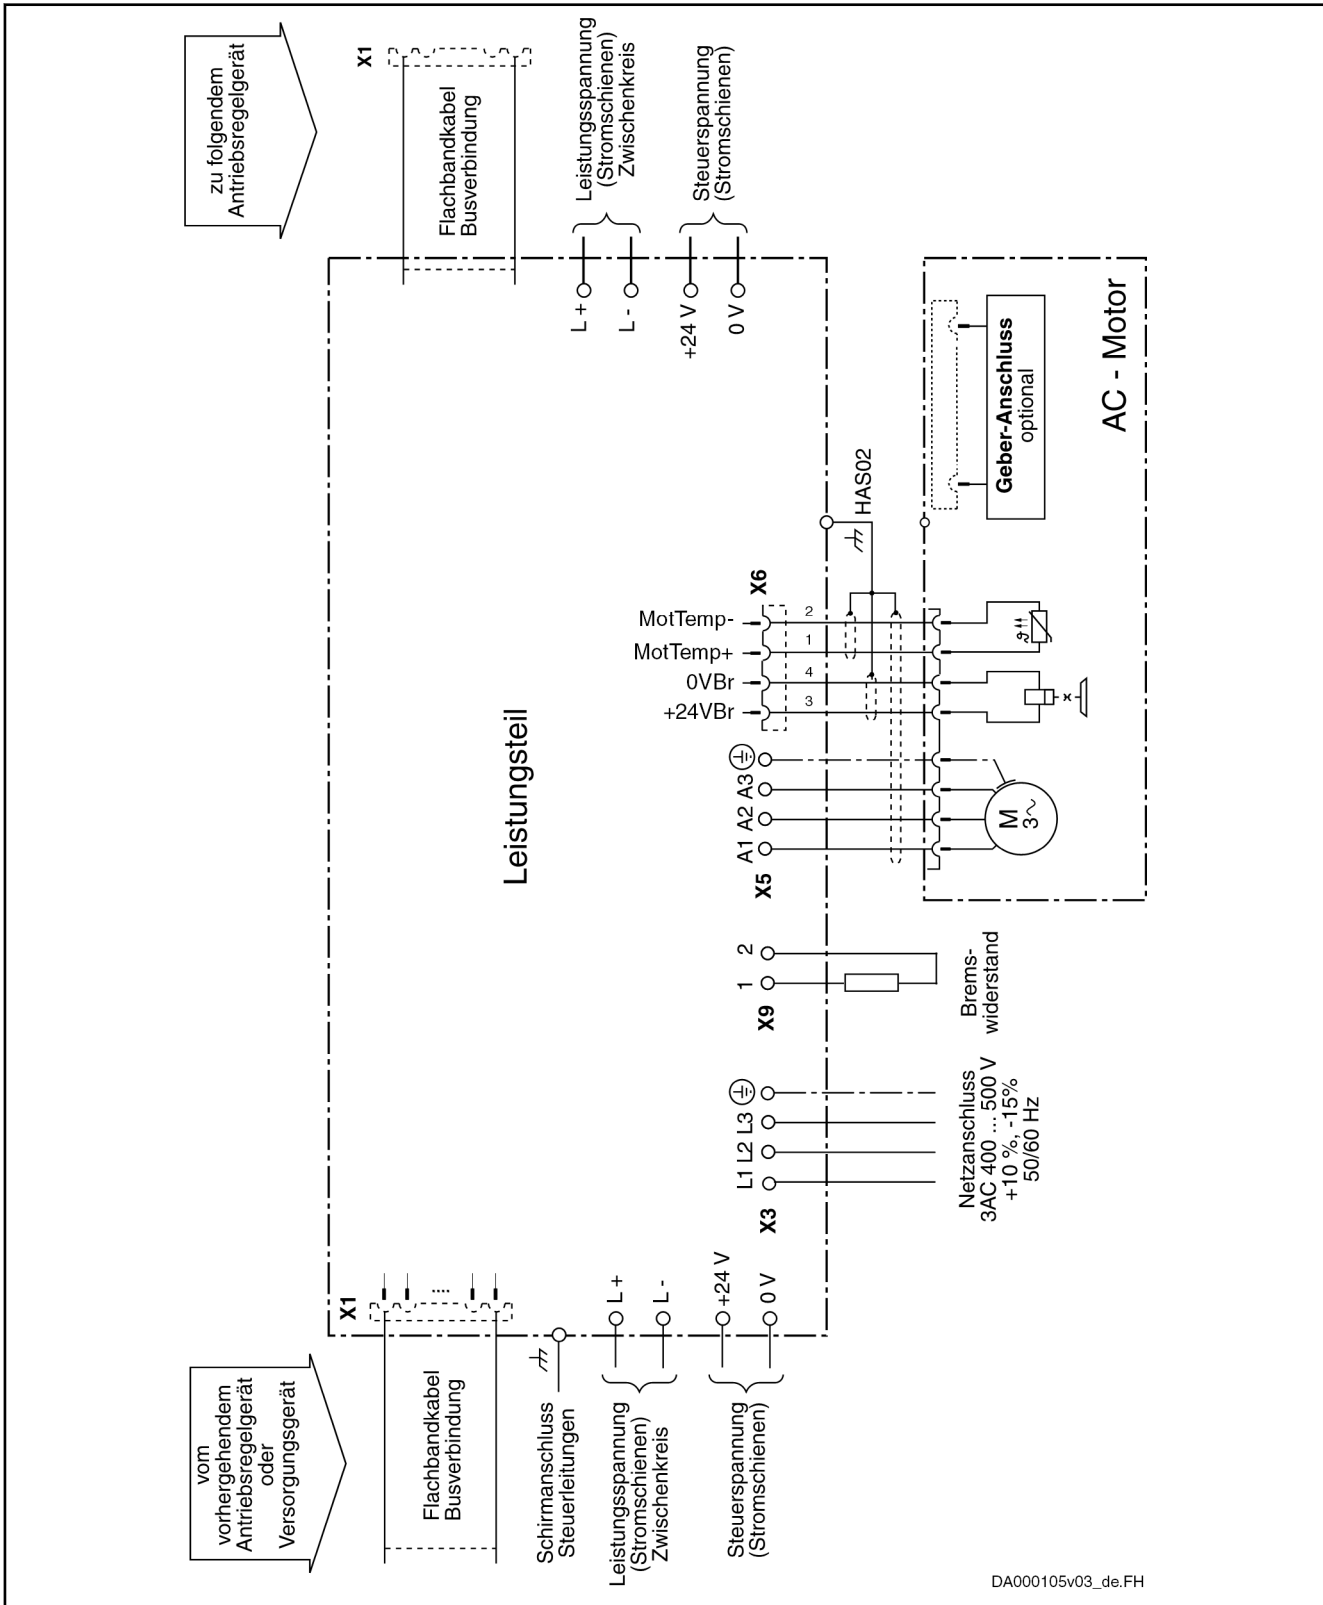 zu folgendem
Antriebsregelgerät
X1
Flachbandkabel
Busverbindung
Leistungsspannung
(Stromschienen)
Zwischenkreis
Steuerspannung
(Stromschienen)
L +
L -
+24 V
0 V
Geber-Anschluss
optional
AC - Motor
HAS02
X6
MotTemp-
2
MotTemp+
1
0VBr
4
+24VBr
3
ϑ
Leistungsteil
A3
A2
A1
X5
M
3~
2
1
X9
Brems-
widerstand
L3
L2
L1
X3
Netzanschluss
3AC 400 ... 500 V
+10 %, -15%
50/60 Hz
X1
....
L +
L -
+24 V
0 V
vom
vorhergehendem
Antriebsregelgerät
oder
Versorgungsgerät
Flachbandkabel
Busverbindung
Schirmanschluss
Steuerleitungen
Leistungsspannung
(Stromschienen)
Zwischenkreis
Steuerspannung
(Stromschienen)
DA000105v03_de.FH